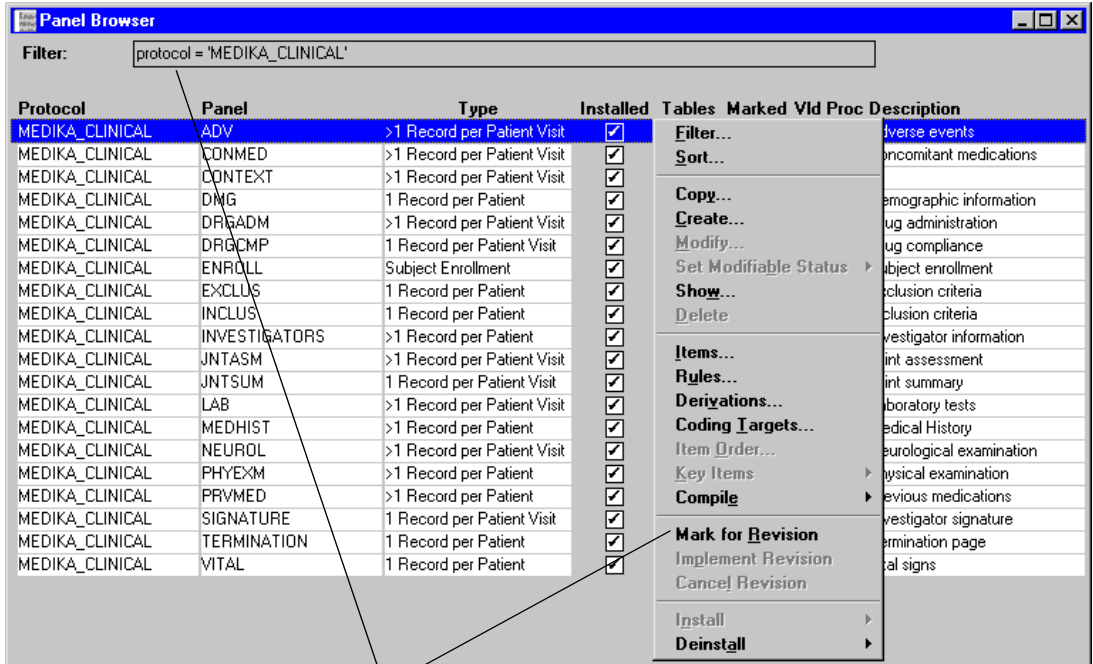 Panel Browser
Filter: protocol = 'MEDIKA_CLINICAL'
Protocol Panel Type Installed Tables Marked Vld Proc Description
MEDIKA_CLINICAL ADV >1 Record per Patient Visit dverse events
MEDIKA_CLINICAL CONMED >1 Record per Patient Visit oncomitant medications
MEDIKA_CLINICAL CONTEXT >1 Record per Patient Visit
MEDIKA_CLINICAL DMG 1 Record per Patient emographic information
MEDIKA_CLINICAL DRGADM >1 Record per Patient Visit ug administration
MEDIKA_CLINICAL DRGCMP 1 Record per Patient Visit ug compliance
MEDIKA_CLINICAL ENROLL Subject Enrollment ubject enrollment
MEDIKA_CLINICAL EXCLUS 1 Record per Patient xclusion criteria
MEDIKA_CLINICAL INCLUS 1 Record per Patient clusion criteria
MEDIKA_CLINICAL INVESTIGATORS >1 Record per Patient vestigator information
MEDIKA_CLINICAL JNTASM >1 Record per Patient Visit int assessment
MEDIKA_CLINICAL JNTSUM 1 Record per Patient Visit int summary
MEDIKA_CLINICAL LAB >1 Record per Patient Visit boratory tests
MEDIKA_CLINICAL MEDHIST >1 Record per Patient edical History
MEDIKA_CLINICAL NEUROL >1 Record per Patient Visit eurological examination
MEDIKA_CLINICAL PHYEXM >1 Record per Patient hysical examination
MEDIKA_CLINICAL PRVMED >1 Record per Patient evious medications
MEDIKA_CLINICAL SIGNATURE 1 Record per Patient Visit vestigator signature
MEDIKA_CLINICAL TERMINATION 1 Record per Patient ermination page
MEDIKA_CLINICAL VITAL 1 Record per Patient tal signs
Filter...
Sort...
Copy...
Create...
Modify...
Set Modifiable Status
Show...
Delete
Items...
Rules...
Derivations...
Coding Targets...
Item Order...
Key Items
Compile
Mark for Revision
Implement Revision
Cancel Revision
Install
Deinstall